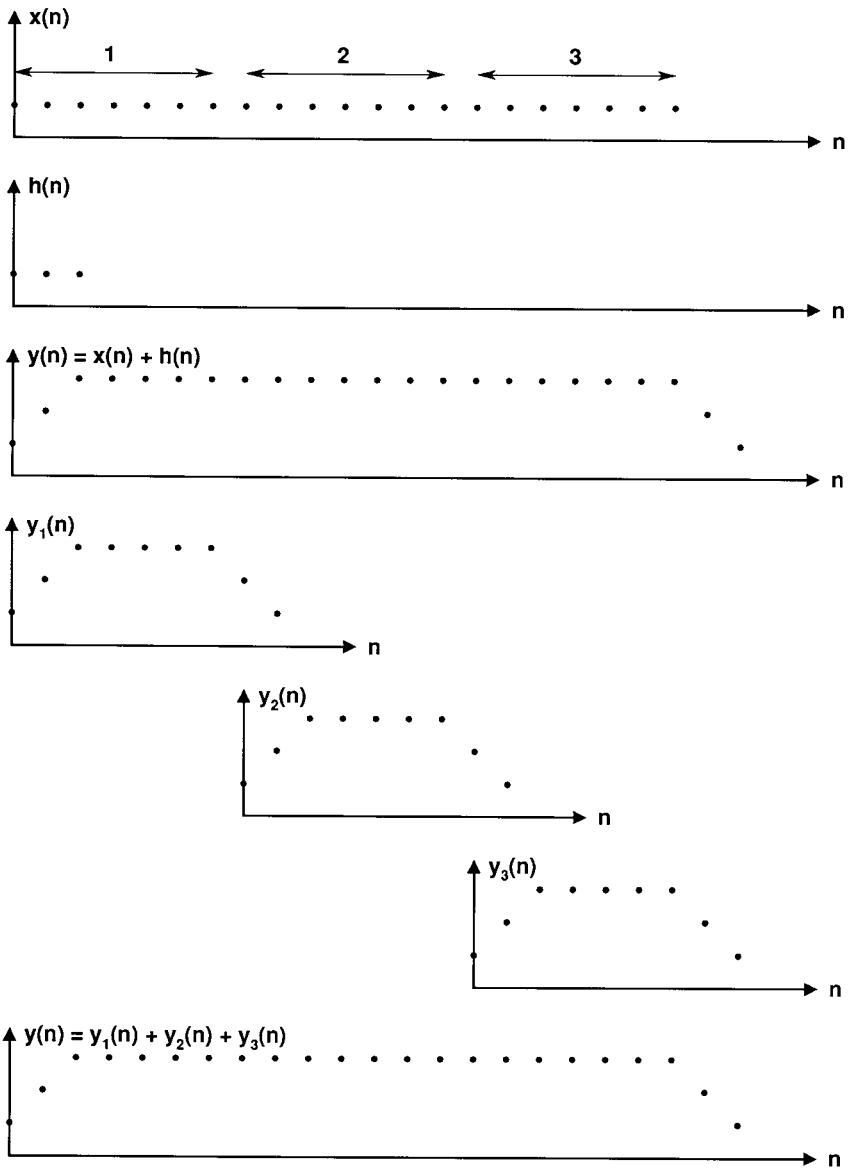 x(n)
1
2
3
n
h(n)
n
y(n) = x(n) + h(n)
n
y₁(n)
n
y₂(n)
n
y₃(n)
n
y(n) = y₁(n) + y₂(n) + y₃(n)
n